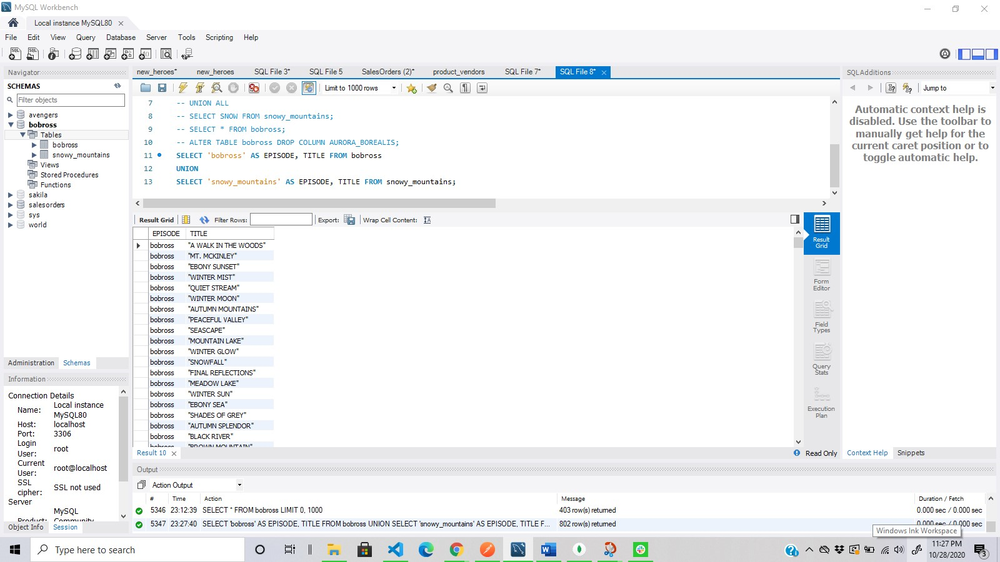 MySQL Workbench
Local instance MySQL80
File Edit View Query Database Server Tools Scripting Help
Navigator
SCHEMAS
Filter objects
avengers
bobross
Tables
bobross
snowy_mountains
Views
Stored Procedures
Functions
sakila
salesorders
sys
world
Administration Schemas
Information
Connection Details
Name: Local instance MySQL80
Host: localhost
Port: 3306
Login User: root
Current User: root@localhost
SSL cipher: SSL not used
Server
Product: MySQL Community
Object Info Session
new_heroes* new_heroes SQL File 3* SQL File 5 SalesOrders (2)* product_vendors SQL File 7* SQL File 8*
Limit to 1000 rows
7 -- UNION ALL
8 -- SELECT SNOW FROM snowy_mountains;
9 -- SELECT * FROM bobross;
10 -- ALTER TABLE bobross DROP COLUMN AURORA_BOREALIS;
11 SELECT 'bobross' AS EPISODE, TITLE FROM bobross
12 UNION
13 SELECT 'snowy_mountains' AS EPISODE, TITLE FROM snowy_mountains;
Result Grid Filter Rows: Export: Wrap Cell Content:
EPISODE TITLE
bobross "A WALK IN THE WOODS"
bobross "MT. MCKINLEY"
bobross "EBONY SUNSET"
bobross "WINTER MIST"
bobross "QUIET STREAM"
bobross "WINTER MOON"
bobross "AUTUMN MOUNTAINS"
bobross "PEACEFUL VALLEY"
bobross "SEASCAPE"
bobross "MOUNTAIN LAKE"
bobross "WINTER GLOW"
bobross "SNOWFALL"
bobross "FINAL REFLECTIONS"
bobross "MEADOW LAKE"
bobross "WINTER SUN"
bobross "EBONY SEA"
bobross "SHADES OF GREY"
bobross "AUTUMN SPLENDOR"
bobross "BLACK RIVER"
bobross "BROWN MOUNTAIN"
Result Grid
Form Editor
Field Types
Query Stats
Execution Plan
Result 10
Read Only
SQLAdditions
Jump to
Automatic context help is
disabled. Use the toolbar to
manually get help for the
current caret position or to
toggle automatic help.
Context Help Snippets
Output
Action Output
# Time Action Message Duration / Fetch
5346 23:12:39 SELECT * FROM bobross LIMIT 0, 1000 403 row(s) returned 0.000 sec / 0.000 sec
5347 23:27:40 SELECT 'bobross' AS EPISODE, TITLE FROM bobross UNION SELECT 'snowy_mountains' AS EPISODE, TITLE F... 802 row(s) returned 0.000 sec / 0.000 sec
Windows Ink Workspace
Type here to search
11:27 PM
10/28/2020
3